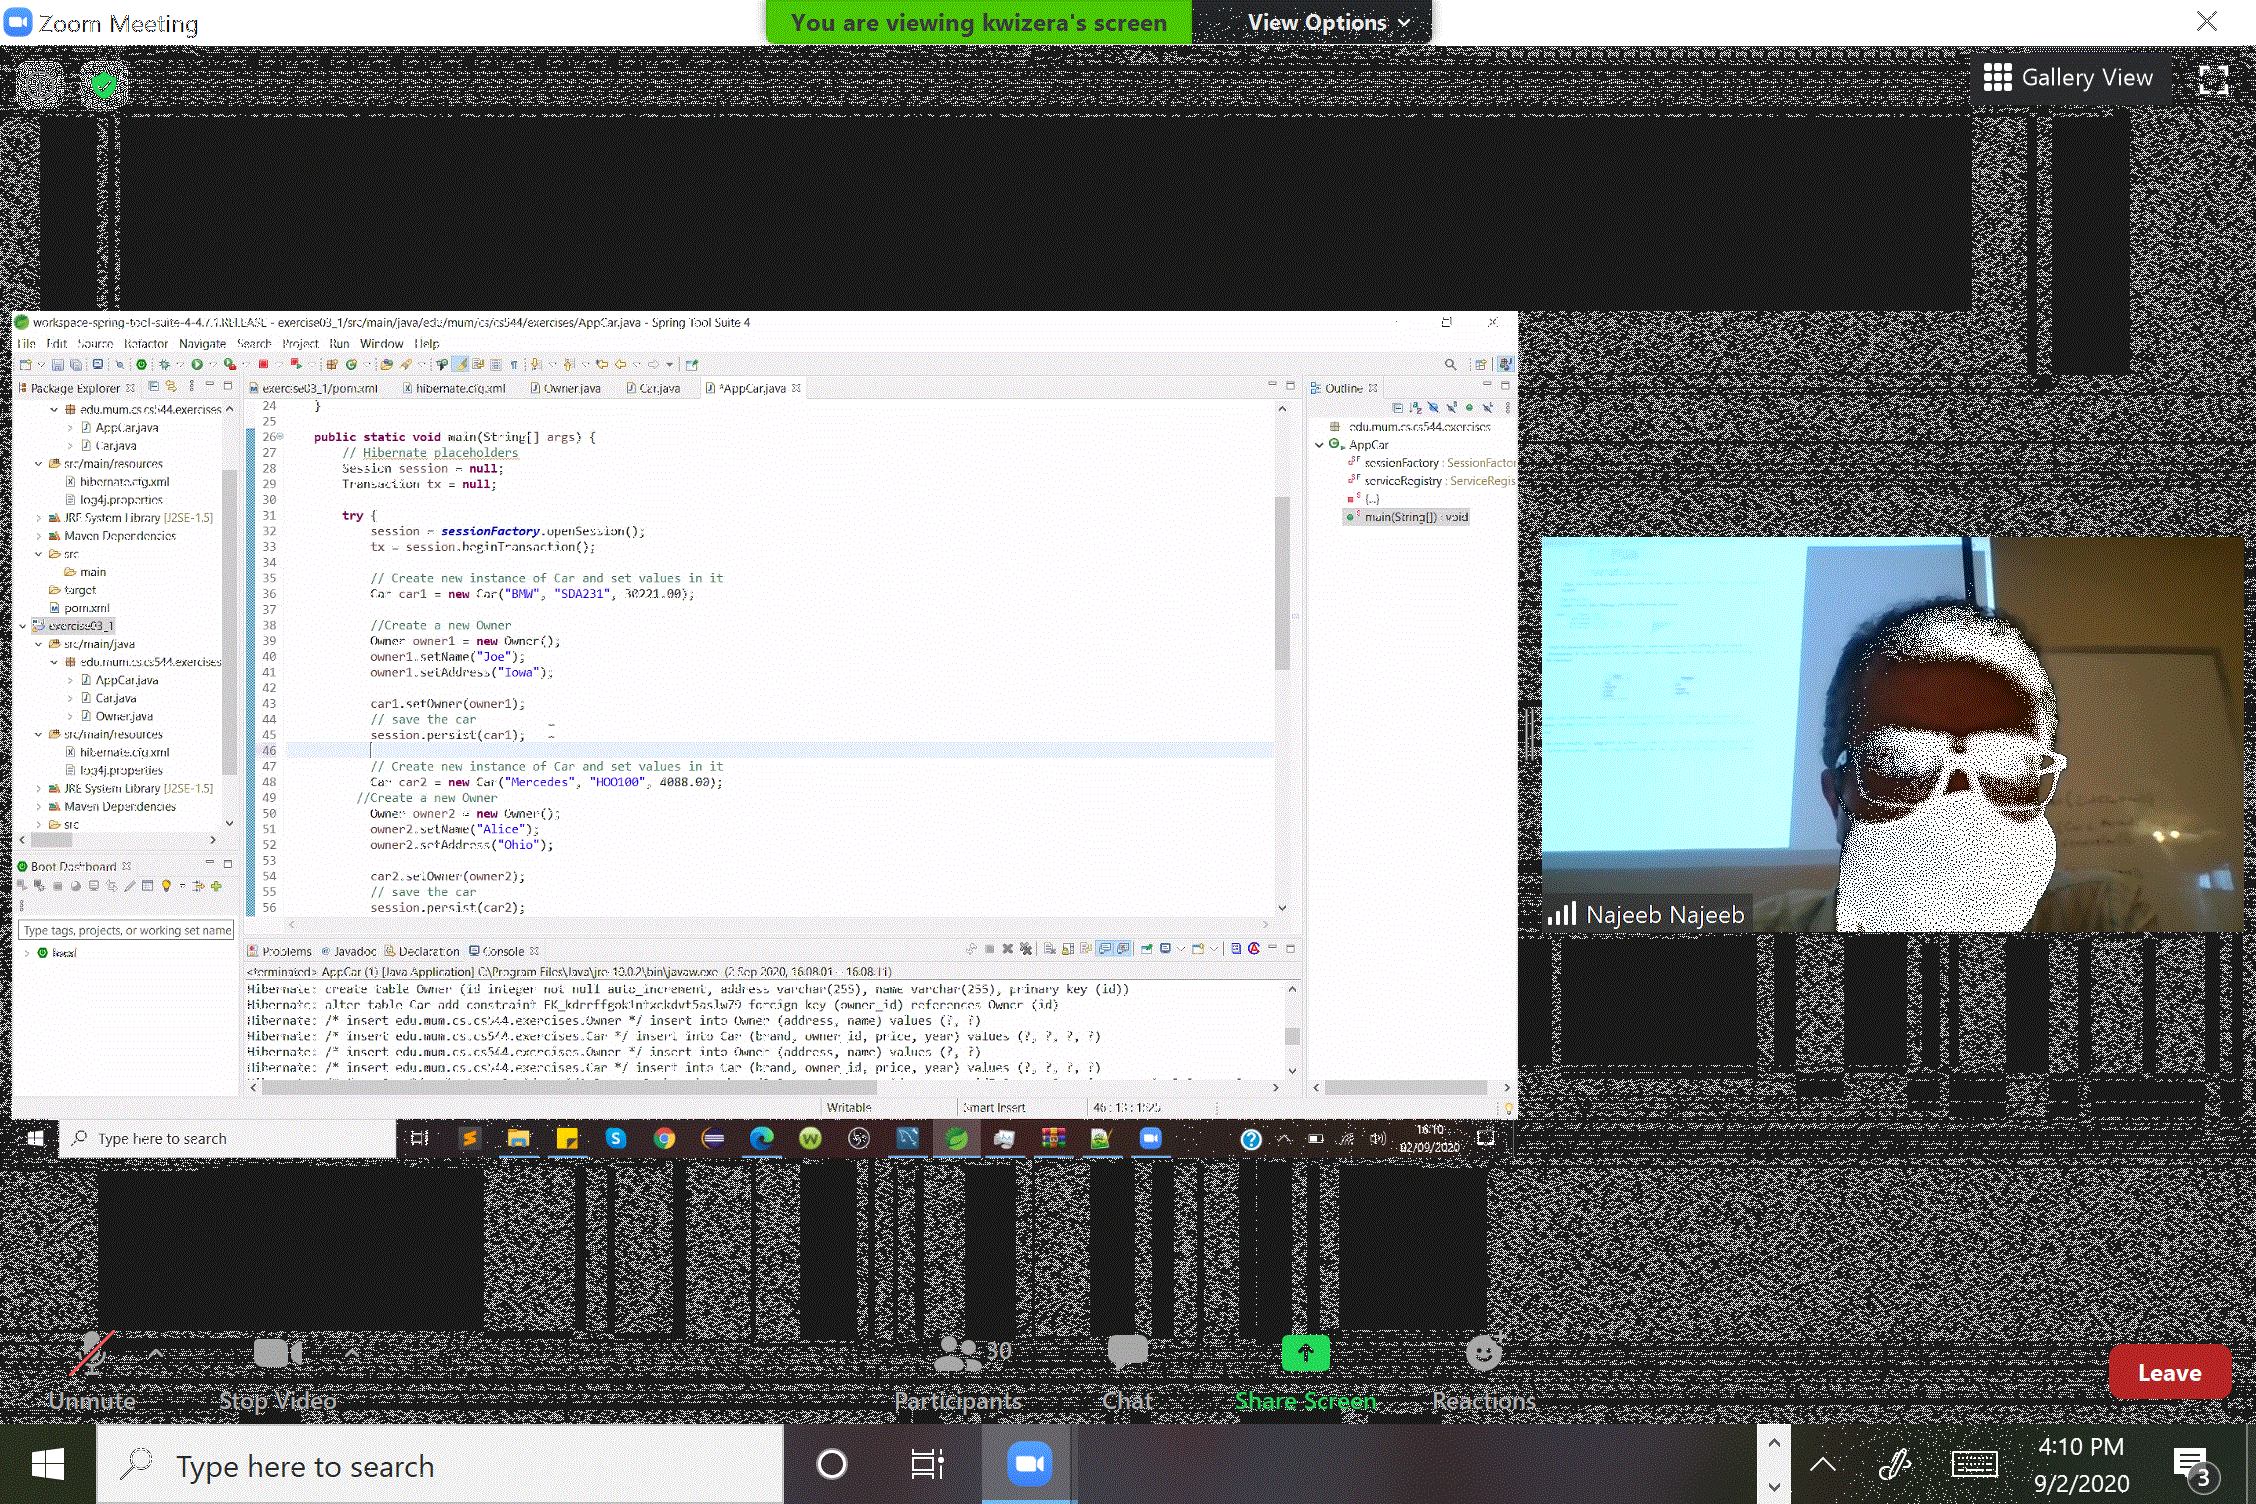 Zoom Meeting
You are viewing kwizera's screen
View Options
Gallery View
workspace-spring-tool-suite-4-4.7.1.RELEASE - exercise03_1/src/main/java/edu/mum/cs/cs544/exercises/AppCar.java - Spring Tool Suite 4
File Edit Source Refactor Navigate Search Project Run Window Help
Package Explorer
edu.mum.cs.cs544.exercises
AppCar.java
Car.java
src/main/resources
hibernate.cfg.xml
log4j.properties
JRE System Library [J2SE-1.5]
Maven Dependencies
src
main
target
pom.xml
exercise03_1
src/main/java
edu.mum.cs.cs544.exercises
AppCar.java
Car.java
Owner.java
src/main/resources
hibernate.cfg.xml
log4j.properties
JRE System Library [J2SE-1.5]
Maven Dependencies
src
Boot Dashboard
Type tags, projects, or working set name
local
exercise03_1/pom.xml hibernate.cfg.xml Owner.java Car.java *AppCar.java
24 }
25
26 public static void main(String[] args) {
27 // Hibernate placeholders
28 Session session = null;
29 Transaction tx = null;
30
31 try {
32 session = sessionFactory.openSession();
33 tx = session.beginTransaction();
34
35 // Create new instance of Car and set values in it
36 Car car1 = new Car("BMW", "SDA231", 30221.00);
37
38 //Create a new Owner
39 Owner owner1 = new Owner();
40 owner1.setName("Joe");
41 owner1.setAddress("Iowa");
42
43 car1.setOwner(owner1);
44 // save the car
45 session.persist(car1);
46
47 // Create new instance of Car and set values in it
48 Car car2 = new Car("Mercedes", "HOO100", 4088.00);
49 //Create a new Owner
50 Owner owner2 = new Owner();
51 owner2.setName("Alice");
52 owner2.setAddress("Ohio");
53
54 car2.setOwner(owner2);
55 // save the car
56 session.persist(car2);
Outline
edu.mum.cs.cs544.exercises
AppCar
sessionFactory : SessionFacto
serviceRegistry : ServiceRegis
{...}
main(String[]) : void
Problems Javadoc Declaration Console
<terminated> AppCar (1) [Java Application] C:\Program Files\Java\jre-10.0.2\bin\javaw.exe (2 Sep 2020, 16:08:01 - 16:08:11)
Hibernate: create table Owner (id integer not null auto_increment, address varchar(255), name varchar(255), primary key (id))
Hibernate: alter table Car add constraint foreign key (owner_id) references Owner (id)
Hibernate: /* insert edu.mum.cs.cs544.exercises.Owner */ insert into Owner (address, name) values (?, ?)
Hibernate: /* insert edu.mum.cs.cs544.exercises.Car */ insert into Car (brand, owner_id, price, year) values (?, ?, ?, ?)
Hibernate: /* insert edu.mum.cs.cs544.exercises.Owner */ insert into Owner (address, name) values (?, ?)
Hibernate: /* insert edu.mum.cs.cs544.exercises.Car */ insert into Car (brand, owner_id, price, year) values (?, ?, ?, ?)
Writable Smart Insert 46 : 13 : 1525
Type here to search
16:10
02/09/2020
Najeeb Najeeb
30
Unmute Stop Video Participants Chat Share Screen Reactions
Leave
Type here to search
4:10 PM
9/2/2020
3